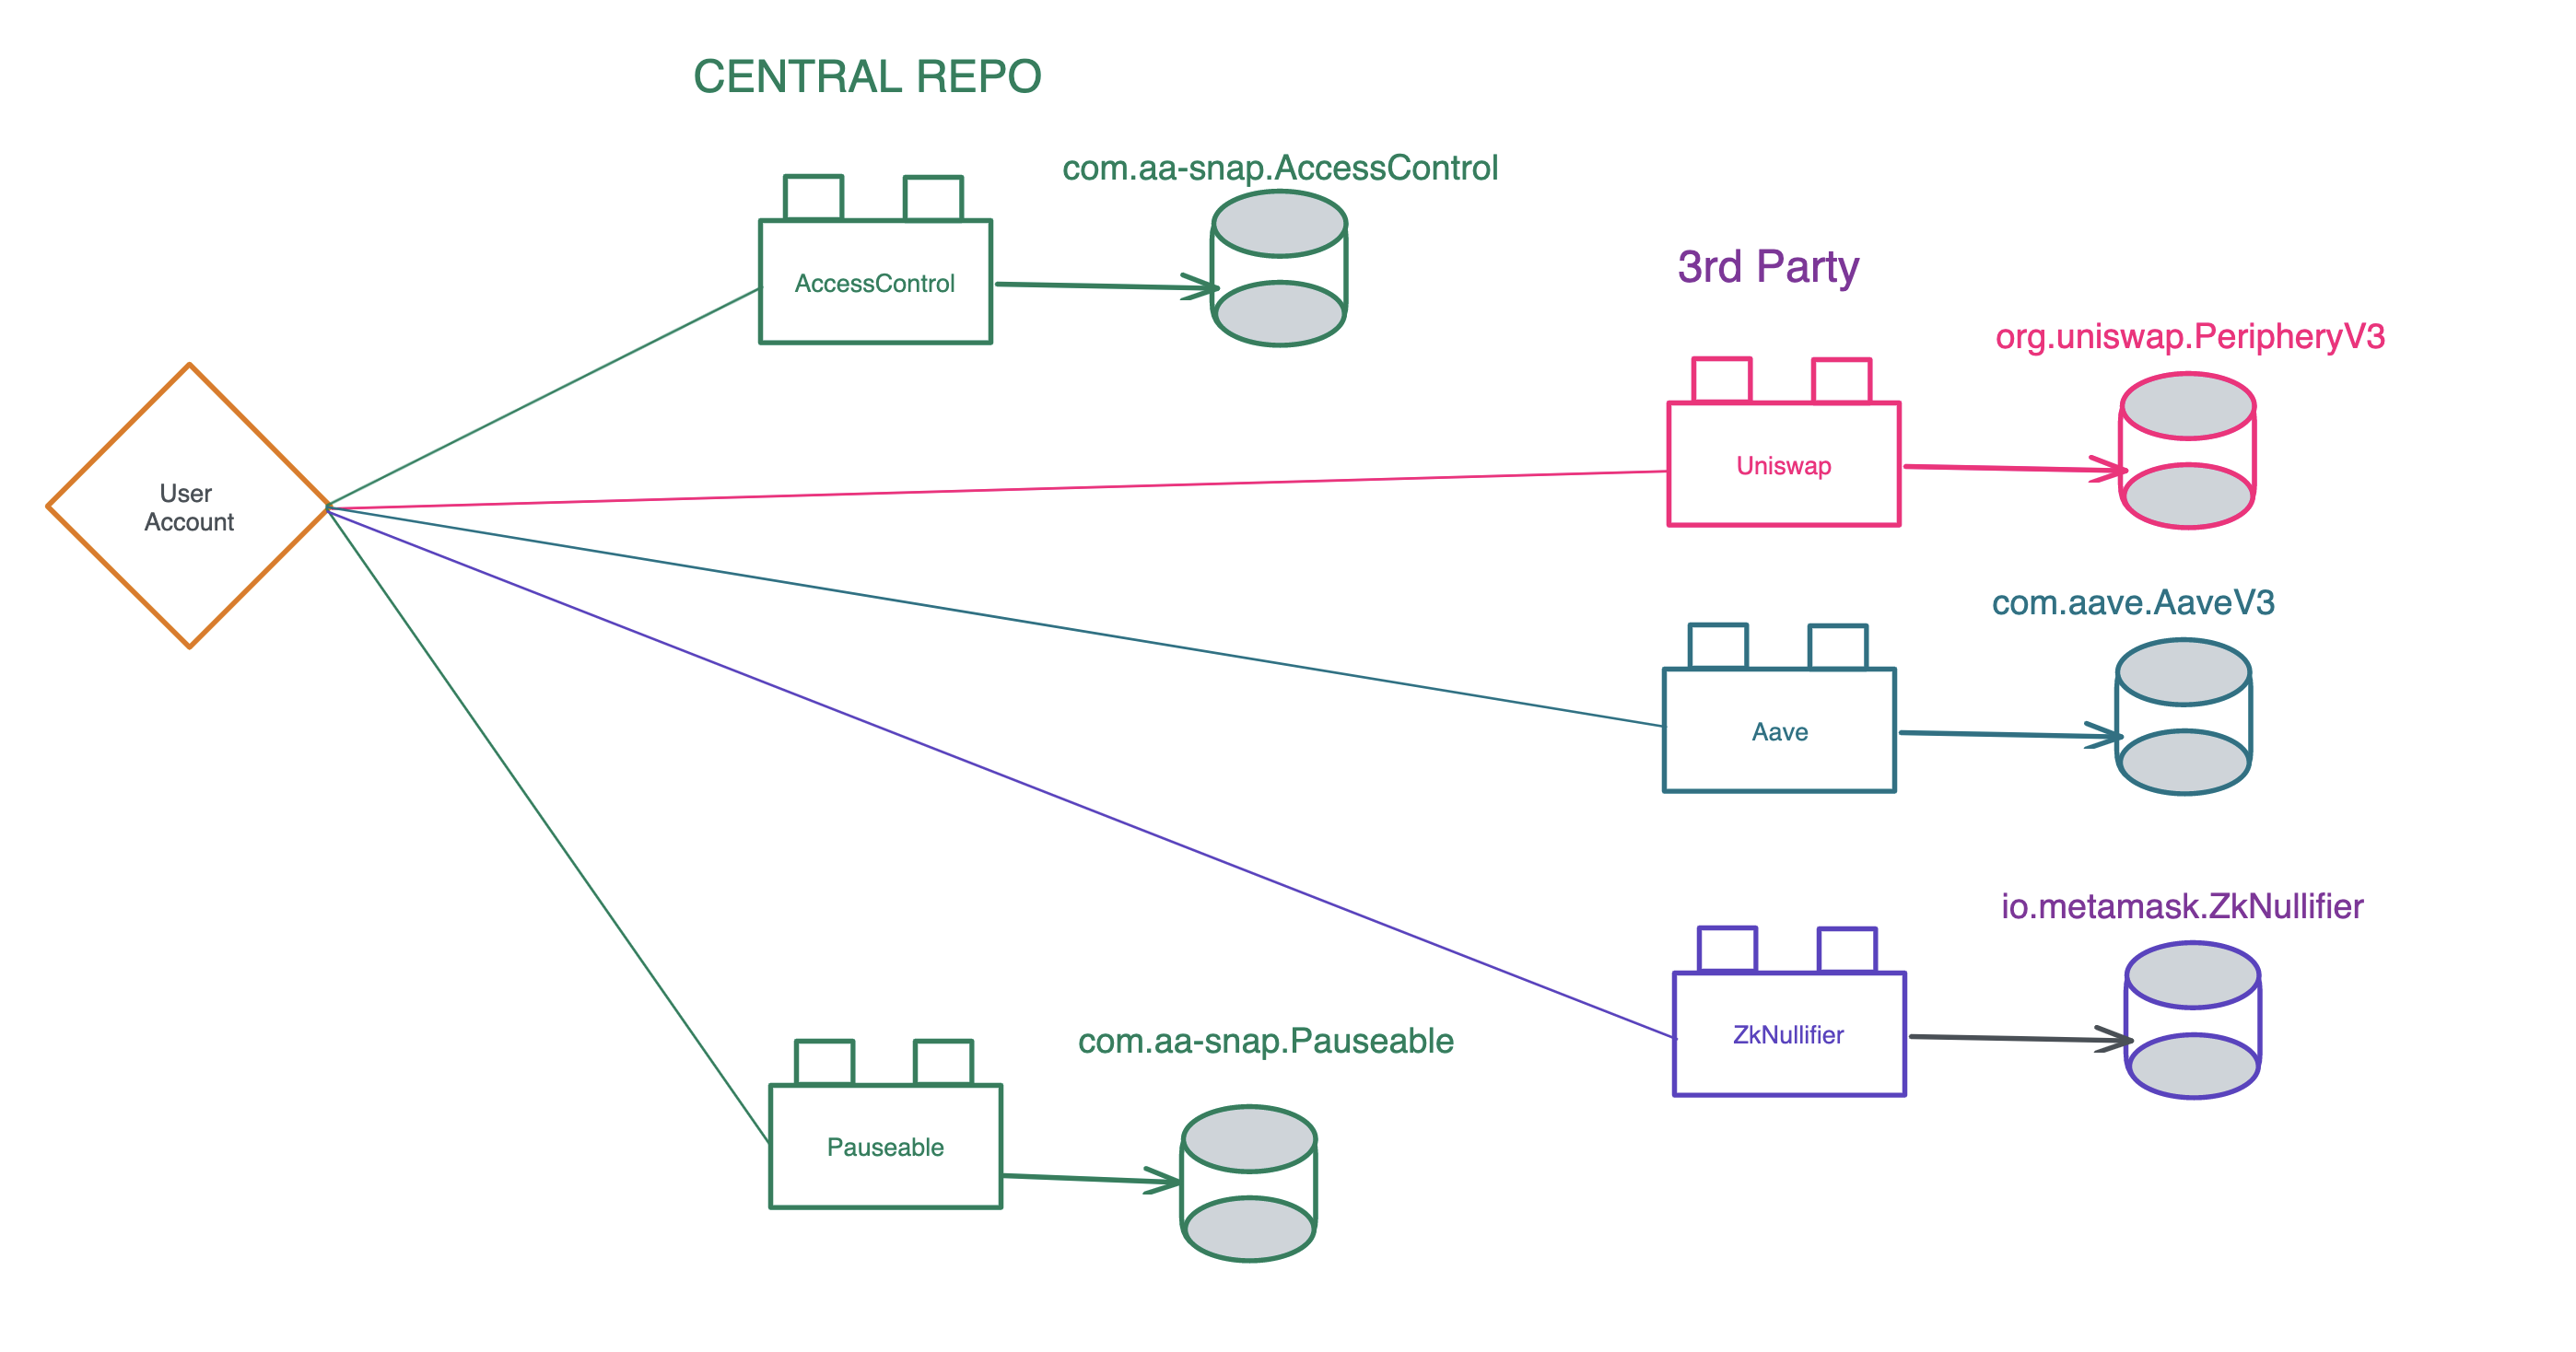 CENTRAL REPO
com.aa-snap.AccessControl
AccessControl
3rd Party
org.uniswap.PeripheryV3
Uniswap
User
Account
com.aave.AaveV3
Aave
io.metamask.ZkNullifier
ZkNullifier
com.aa-snap.Pauseable
Pauseable